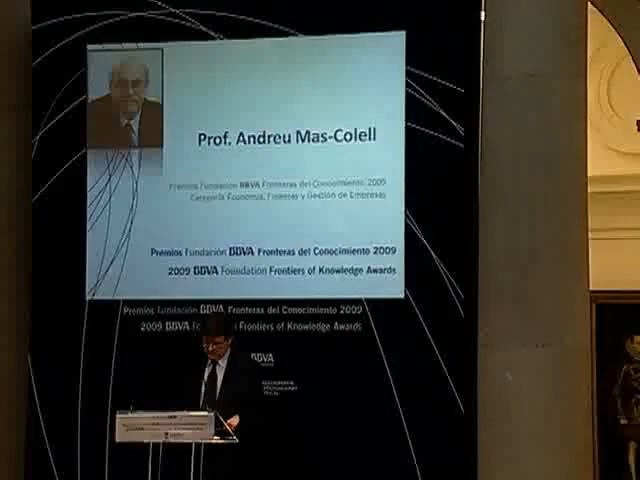 Prof. Andreu Mas-Colell
Premios Fundación BBVA Fronteras del Conocimiento 2009
Categoría Economía, Finanzas y Gestión de Empresas
Premios Fundación BBVA Fronteras del Conocimiento 2009
2009 BBVA Foundation Frontiers of Knowledge Awards
Premios Fundación BBVA Fronteras del Conocimiento 2009
2009 BBVA Frontiers of Knowledge Awards
BBVA